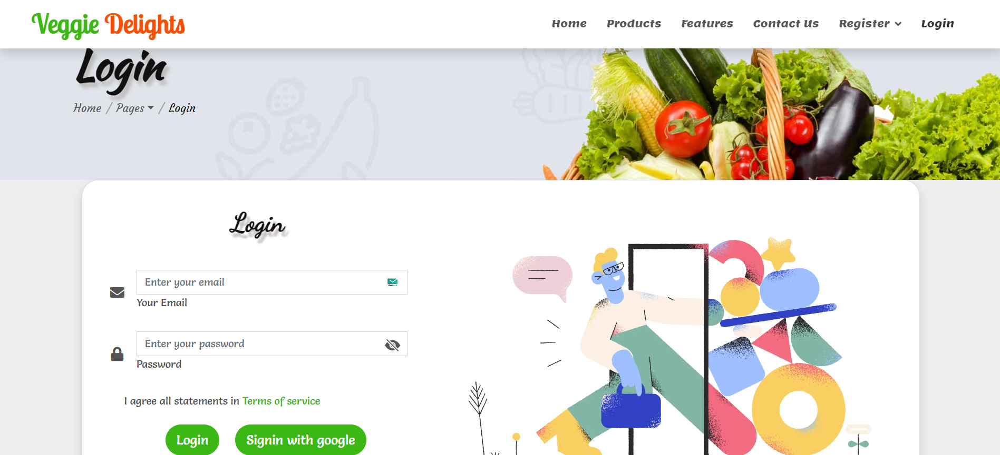 Veggie Delights
Home Products Features Contact Us Register Login
Login
Home / Pages / Login
Login
Enter your email
Your Email
Enter your password
Password
I agree all statements in Terms of service
Login Signin with google